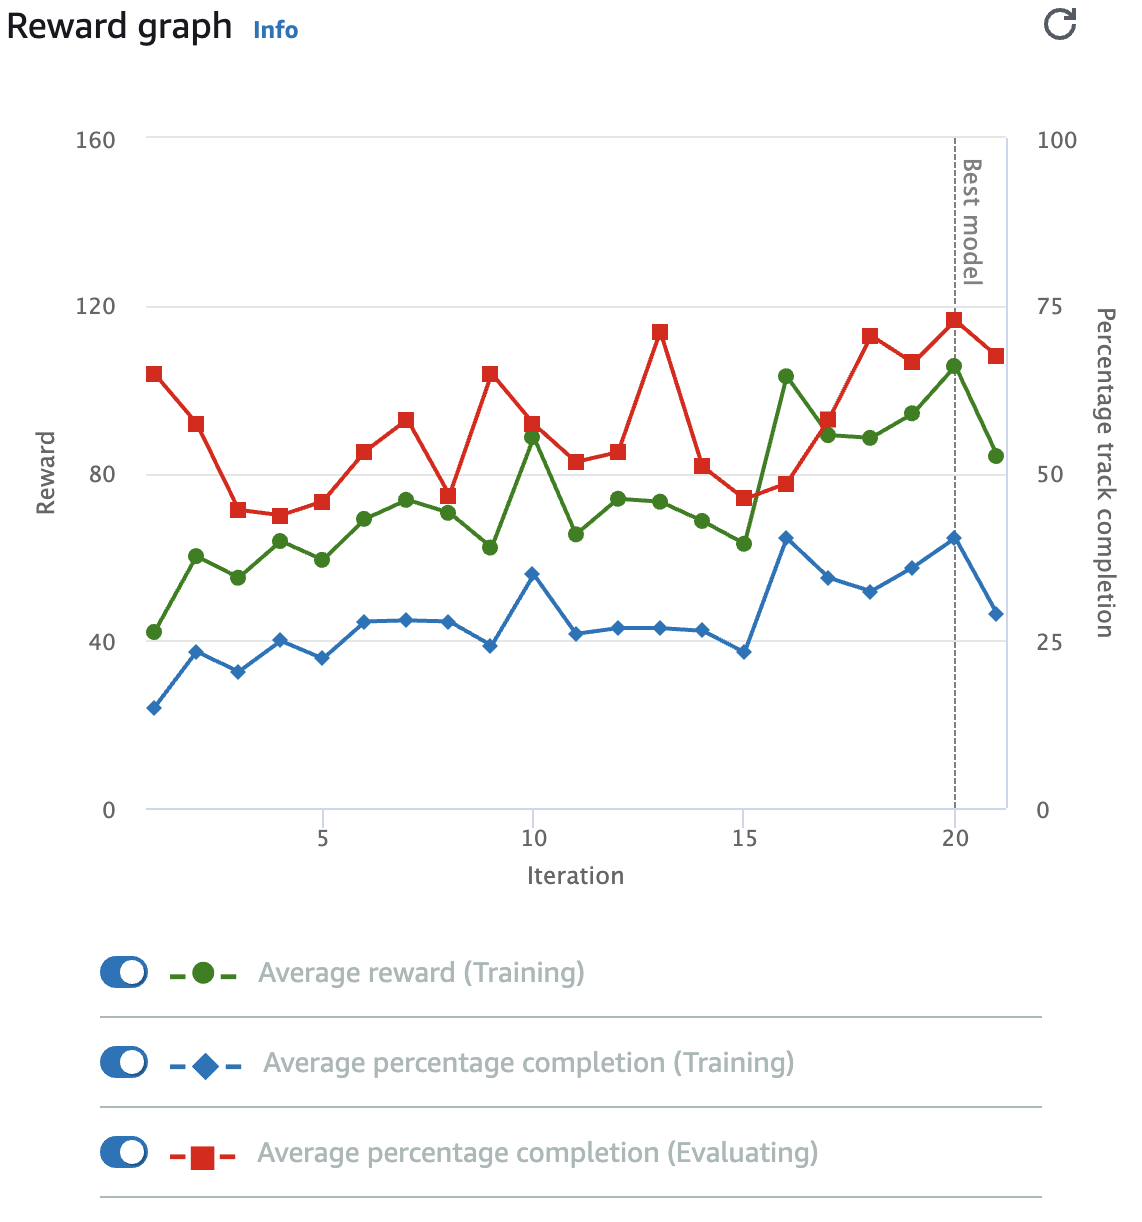 Reward graph Info
160
120
80
40
0
Reward
100
75
50
25
0
Percentage track completion
Best model
5 10 15 20
Iteration
Average reward (Training)
Average percentage completion (Training)
Average percentage completion (Evaluating)